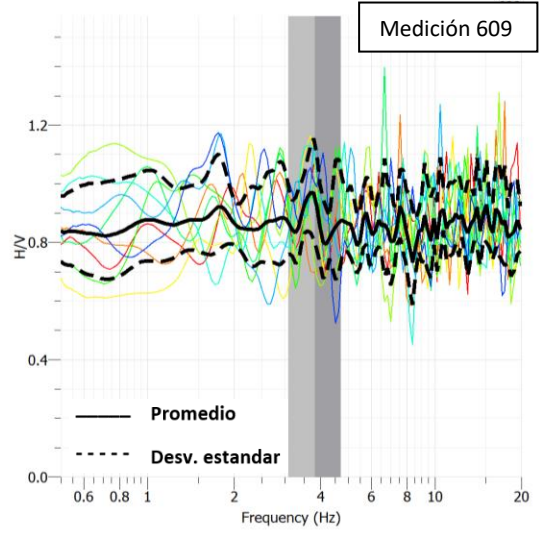 Medición 609
1.2
0.8
0.4
0.0
H/V
Promedio
Desv. estandar
0.6 0.8 1 2 4 6 8 10 20
Frequency (Hz)